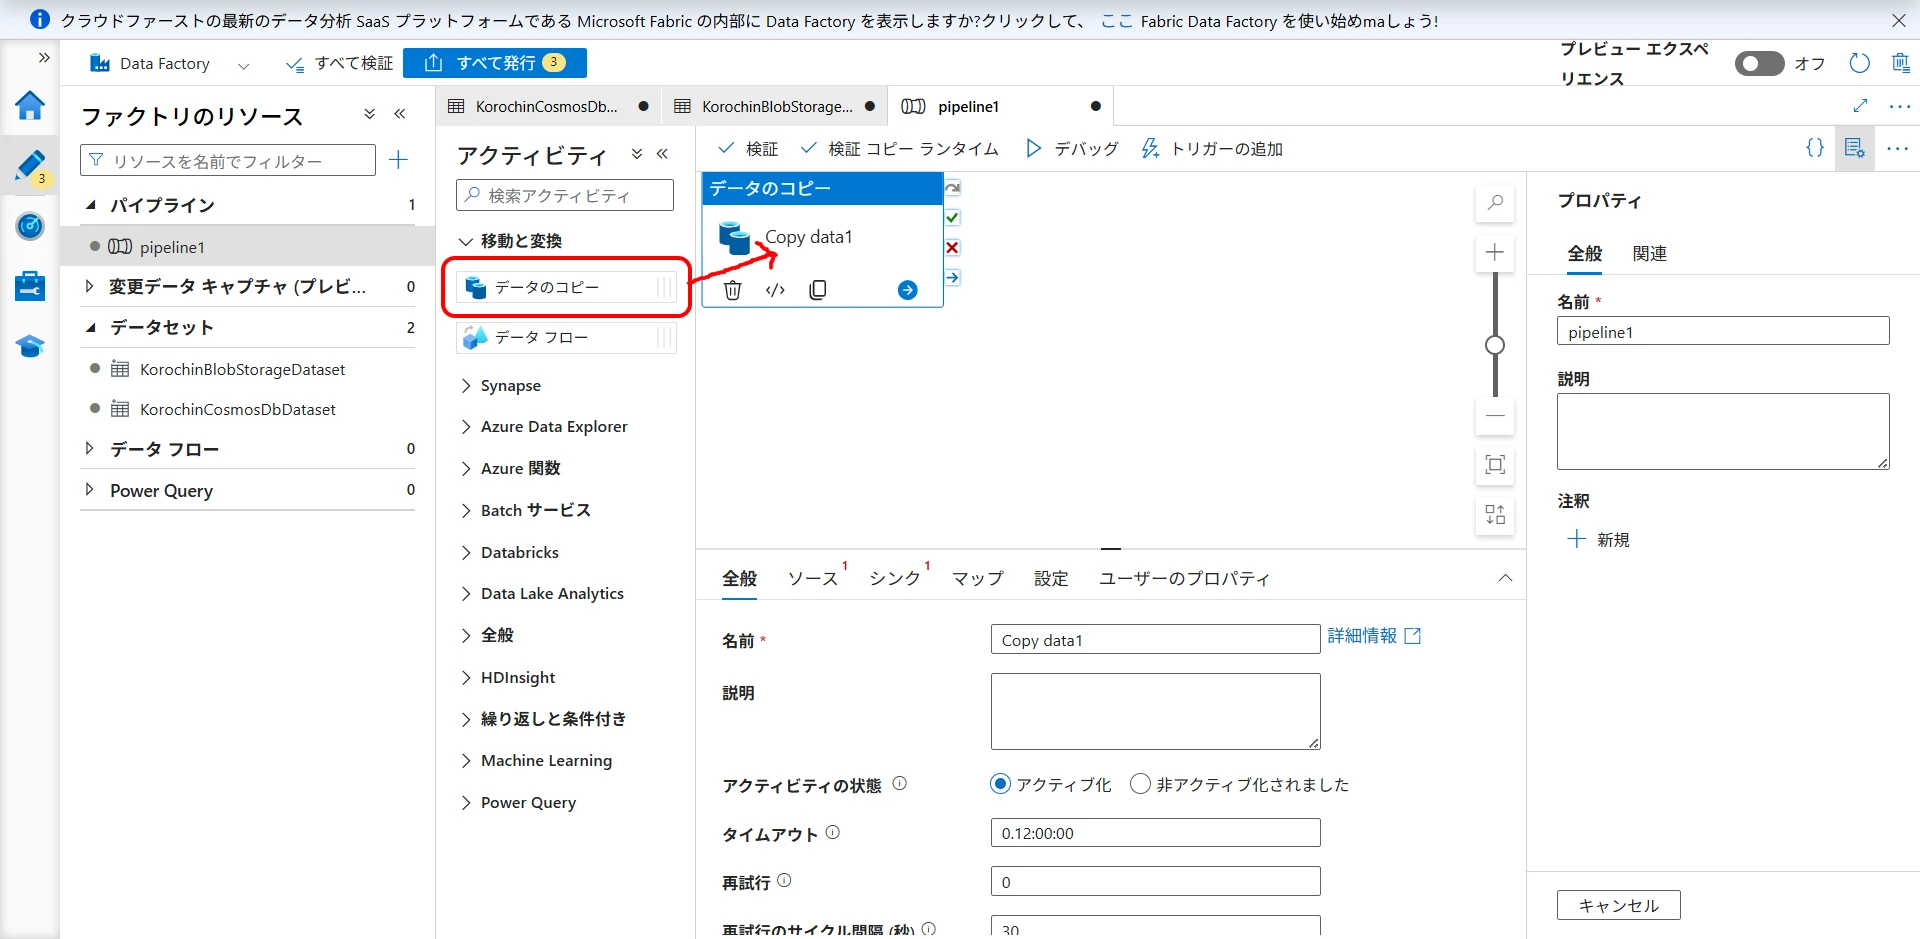 クラウドファーストの最新のデータ分析 SaaS プラットフォームである Microsoft Fabric の内部に Data Factory を表示しますか?クリックして、 ここ Fabric Data Factory を使い始めmaしょう!
Data Factory
すべて検証
すべて発行 3
プレビュー エクスペ
リエンス
オフ
3
ファクトリのリソース
リソースを名前でフィルター
パイプライン 1
pipeline1
変更データ キャプチャ (プレビ... 0
データセット 2
KorochinBlobStorageDataset
KorochinCosmosDbDataset
データ フロー 0
Power Query 0
KorochinCosmosDb...
KorochinBlobStorage...
pipeline1
アクティビティ
検索アクティビティ
移動と変換
データのコピー
データ フロー
Synapse
Azure Data Explorer
Azure 関数
Batch サービス
Databricks
Data Lake Analytics
全般
HDInsight
繰り返しと条件付き
Machine Learning
Power Query
検証
検証 コピー ランタイム
デバッグ
トリガーの追加
{}
データのコピー
Copy data1
</>
全般
ソース 1
シンク 1
マップ
設定
ユーザーのプロパティ
名前 *
Copy data1
詳細情報
説明
アクティビティの状態
アクティブ化
非アクティブ化されました
タイムアウト
0.12:00:00
再試行
0
再試行のサイクル間隔 (秒)
30
プロパティ
全般
関連
名前 *
pipeline1
説明
注釈
新規
キャンセル